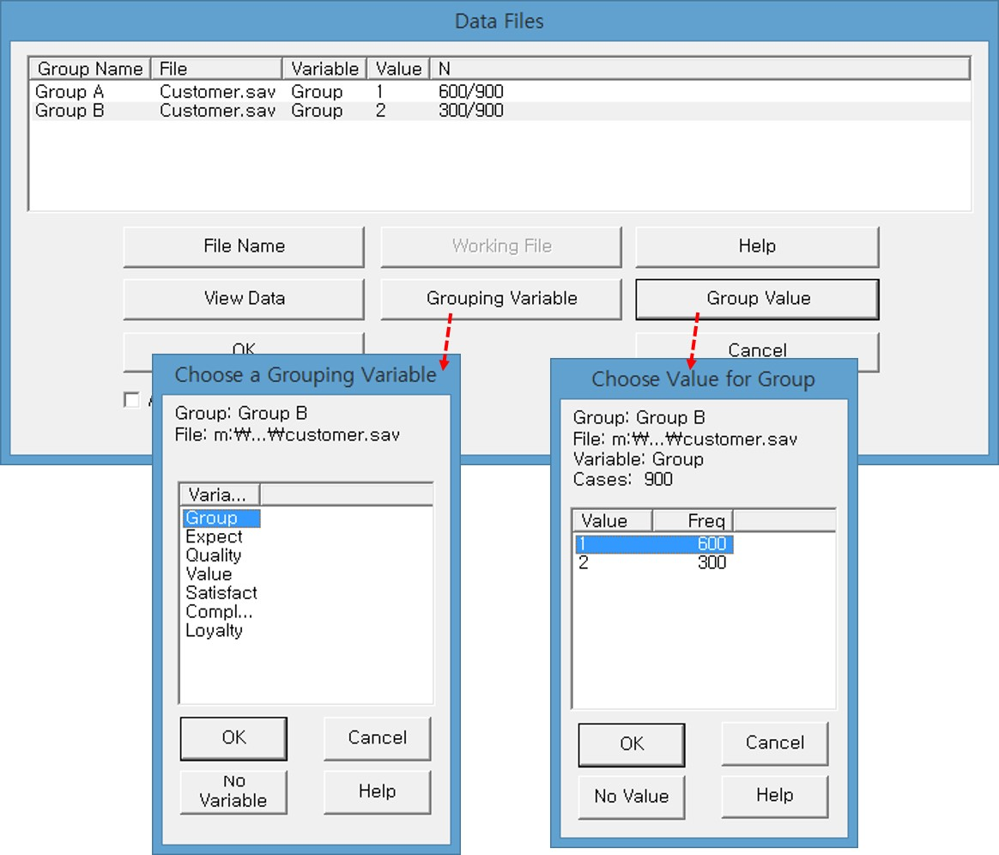 Data Files
Group Name File Variable Value N
Group A Customer.sav Group 1 600/900
Group B Customer.sav Group 2 300/900
File Name Working File Help
View Data Grouping Variable Group Value
OK Cancel
Choose a Grouping Variable
Group: Group B
File: m:₩...₩customer.sav
Varia...
Group
Expect
Quality
Value
Satisfact
Compl...
Loyalty
OK Cancel
No
Variable
Help
Choose Value for Group
Group: Group B
File: m:₩...₩customer.sav
Variable: Group
Cases: 900
Value Freq
1 600
2 300
OK Cancel
No Value Help